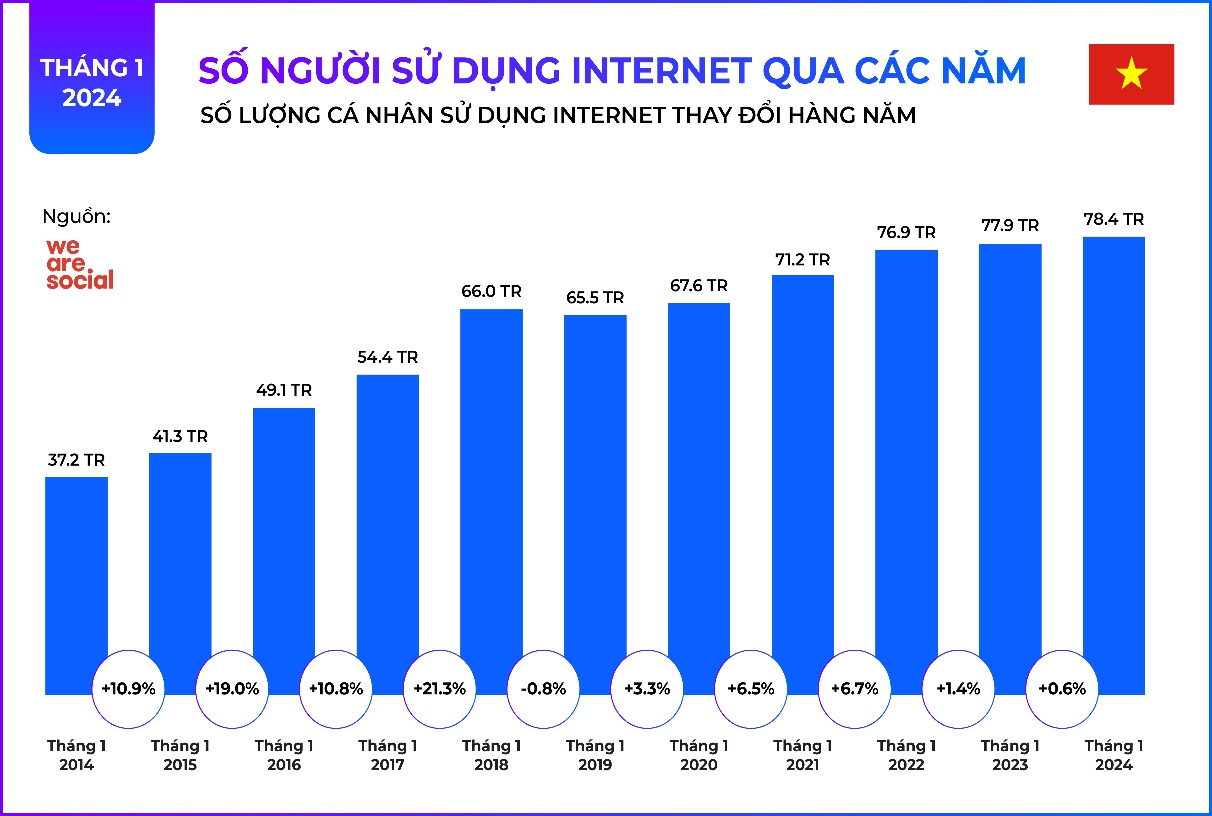 THÁNG 1
2024
SỐ NGƯỜI SỬ DỤNG INTERNET QUA CÁC NĂM
SỐ LƯỢNG CÁ NHÂN SỬ DỤNG INTERNET THAY ĐỔI HÀNG NĂM
Nguồn:
we
are.
social
37.2 TR
41.3 TR
49.1 TR
54.4 TR
66.0 TR
65.5 TR
67.6 TR
71.2 TR
76.9 TR
77.9 TR
78.4 TR
+10.9%
+19.0%
+10.8%
+21.3%
-0.8%
+3.3%
+6.5%
+6.7%
+1.4%
+0.6%
Tháng 1
2014
Tháng 1
2015
Tháng 1
2016
Tháng 1
2017
Tháng 1
2018
Tháng 1
2019
Tháng 1
2020
Tháng 1
2021
Tháng 1
2022
Tháng 1
2023
Tháng 1
2024